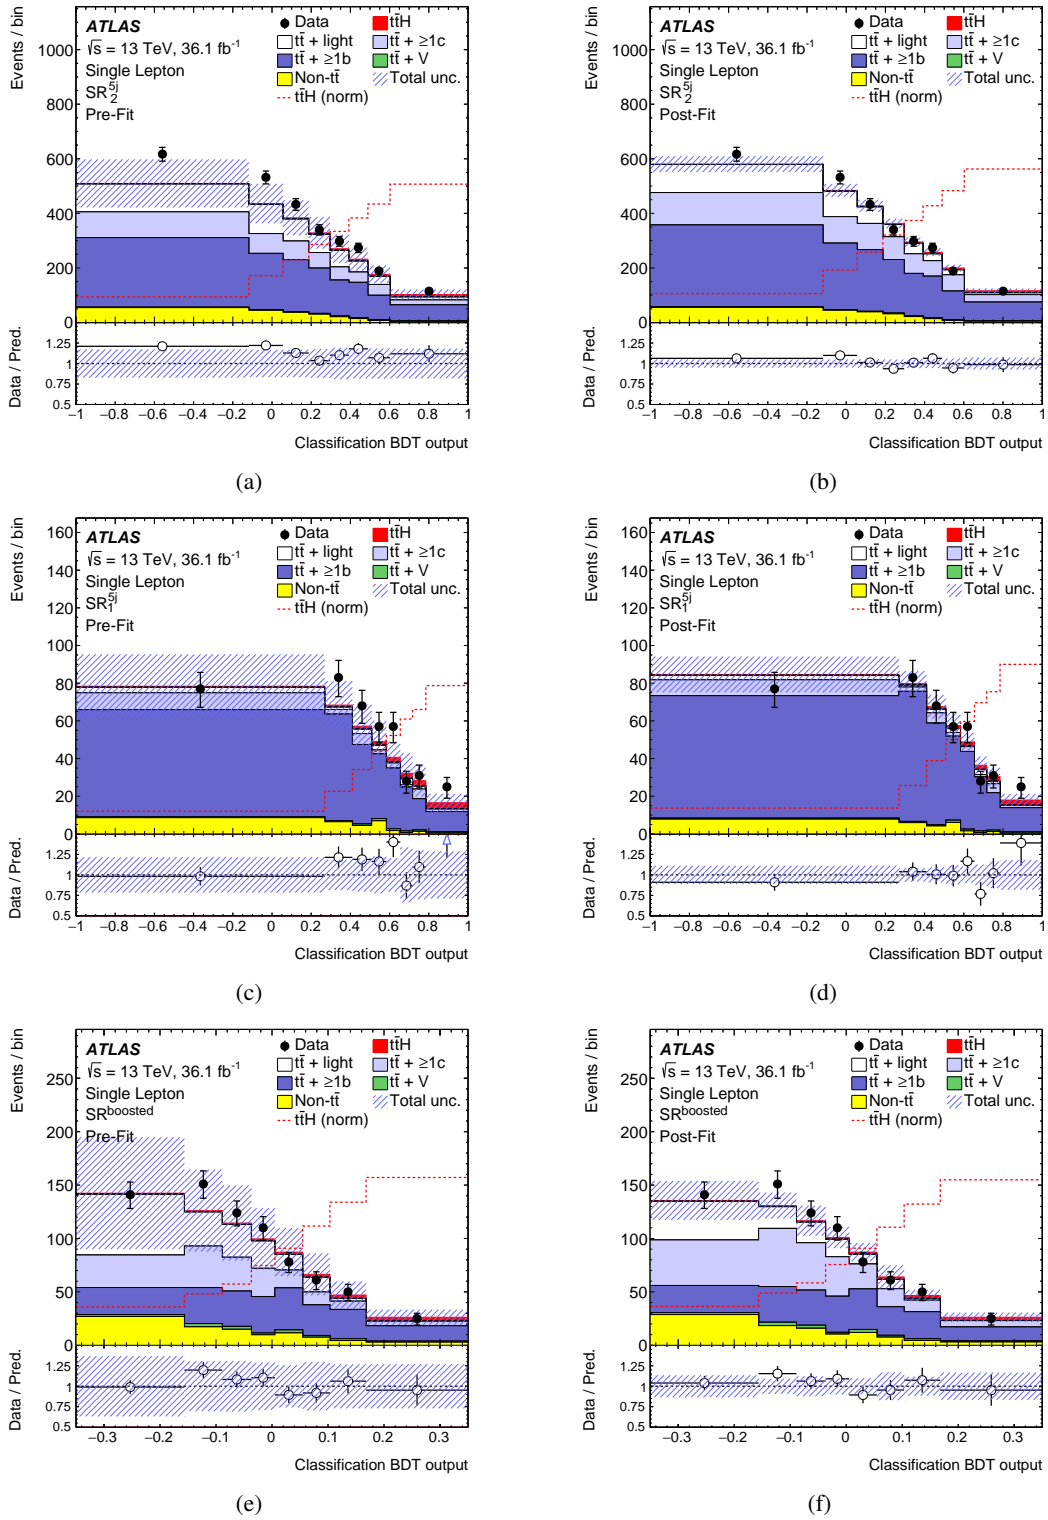 Events / bin
1000
800
600
400
200
0
ATLAS
√s = 13 TeV, 36.1 fb⁻¹
Single Lepton
SR₂⁵ʲ
Pre-Fit
Data
tt̄H
tt̄ + light
tt̄ + ≥1c
tt̄ + ≥1b
tt̄ + V
Non-tt̄
Total unc.
tt̄H (norm)
Data / Pred.
1.25
1
0.75
0.5
−1 −0.8 −0.6 −0.4 −0.2 0 0.2 0.4 0.6 0.8 1
Classification BDT output
(a)
Events / bin
1000
800
600
400
200
0
ATLAS
√s = 13 TeV, 36.1 fb⁻¹
Single Lepton
SR₂⁵ʲ
Post-Fit
Data
tt̄H
tt̄ + light
tt̄ + ≥1c
tt̄ + ≥1b
tt̄ + V
Non-tt̄
Total unc.
tt̄H (norm)
Data / Pred.
1.25
1
0.75
0.5
−1 −0.8 −0.6 −0.4 −0.2 0 0.2 0.4 0.6 0.8 1
Classification BDT output
(b)
Events / bin
160
140
120
100
80
60
40
20
0
ATLAS
√s = 13 TeV, 36.1 fb⁻¹
Single Lepton
SR₁⁵ʲ
Pre-Fit
Data
tt̄H
tt̄ + light
tt̄ + ≥1c
tt̄ + ≥1b
tt̄ + V
Non-tt̄
Total unc.
tt̄H (norm)
Data / Pred.
1.25
1
0.75
0.5
−1 −0.8 −0.6 −0.4 −0.2 0 0.2 0.4 0.6 0.8 1
Classification BDT output
(c)
Events / bin
160
140
120
100
80
60
40
20
0
ATLAS
√s = 13 TeV, 36.1 fb⁻¹
Single Lepton
SR₁⁵ʲ
Post-Fit
Data
tt̄H
tt̄ + light
tt̄ + ≥1c
tt̄ + ≥1b
tt̄ + V
Non-tt̄
Total unc.
tt̄H (norm)
Data / Pred.
1.25
1
0.75
0.5
−1 −0.8 −0.6 −0.4 −0.2 0 0.2 0.4 0.6 0.8 1
Classification BDT output
(d)
Events / bin
250
200
150
100
50
0
ATLAS
√s = 13 TeV, 36.1 fb⁻¹
Single Lepton
SRboosted
Pre-Fit
Data
tt̄H
tt̄ + light
tt̄ + ≥1c
tt̄ + ≥1b
tt̄ + V
Non-tt̄
Total unc.
tt̄H (norm)
Data / Pred.
1.25
1
0.75
0.5
−0.3 −0.2 −0.1 0 0.1 0.2 0.3
Classification BDT output
(e)
Events / bin
250
200
150
100
50
0
ATLAS
√s = 13 TeV, 36.1 fb⁻¹
Single Lepton
SRboosted
Post-Fit
Data
tt̄H
tt̄ + light
tt̄ + ≥1c
tt̄ + ≥1b
tt̄ + V
Non-tt̄
Total unc.
tt̄H (norm)
Data / Pred.
1.25
1
0.75
0.5
−0.3 −0.2 −0.1 0 0.1 0.2 0.3
Classification BDT output
(f)